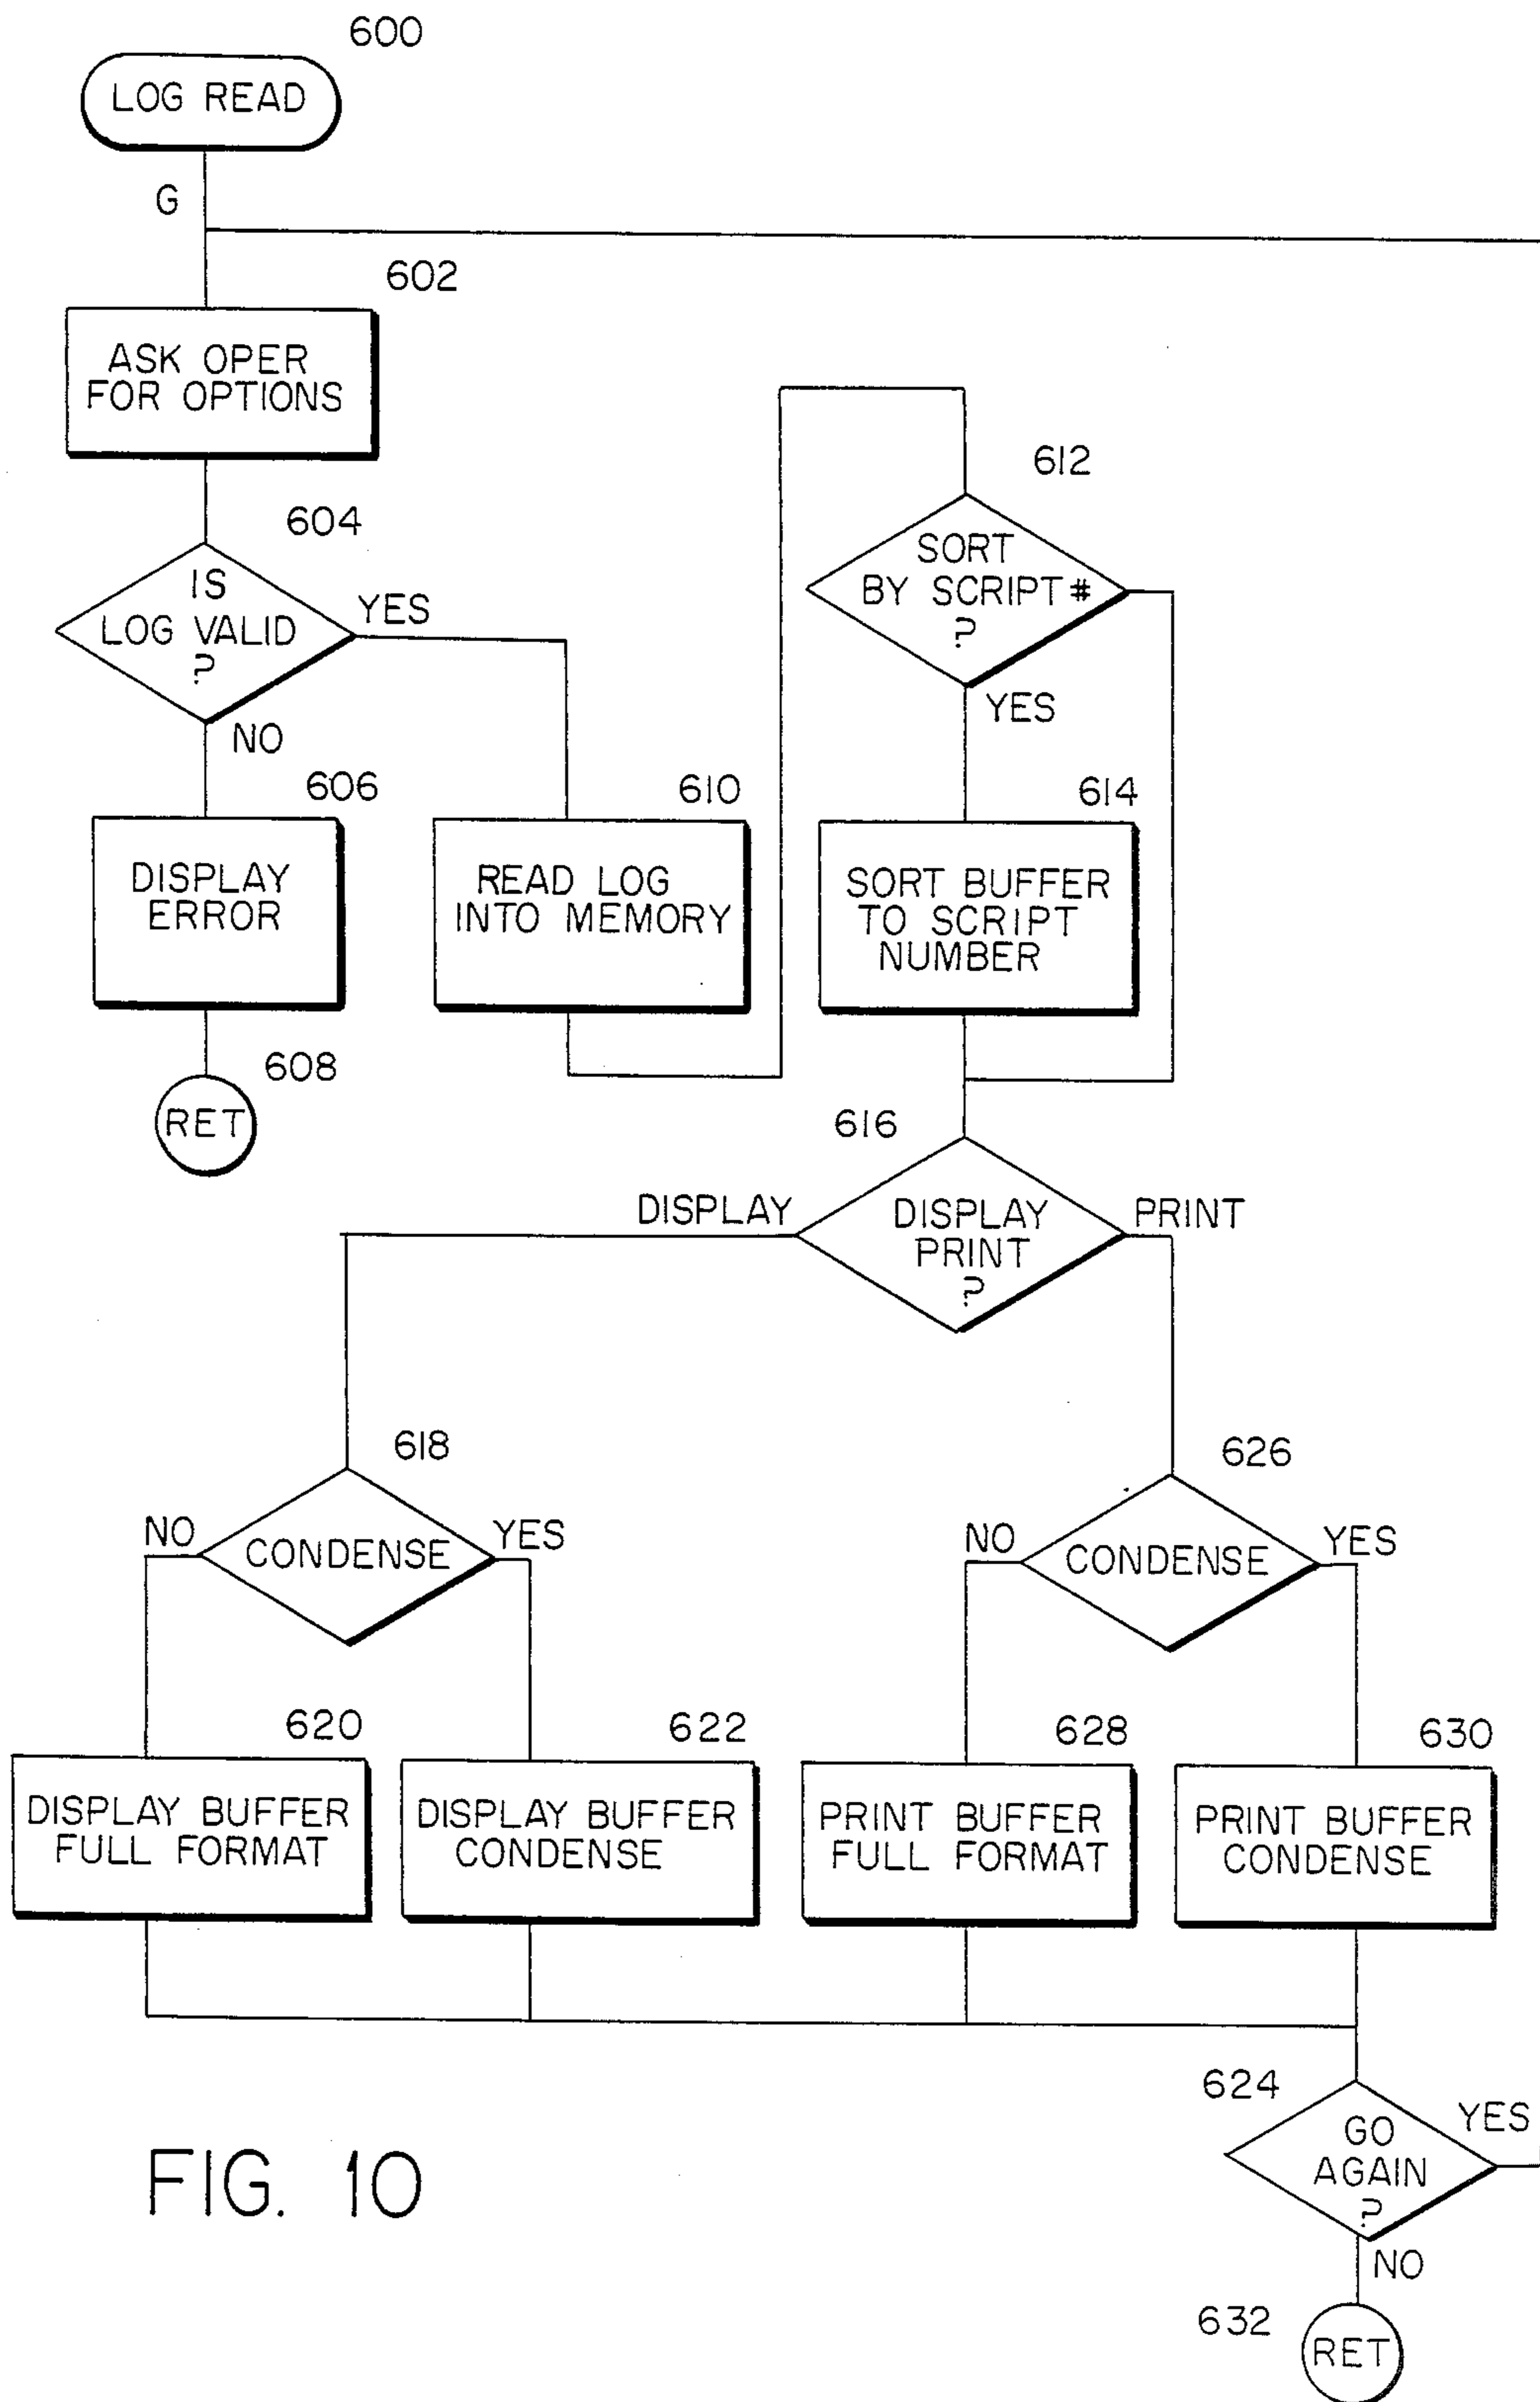 600
LOG READ
G
602
ASK OPER
FOR OPTIONS
604
IS
LOG VALID
?
YES
NO
606
DISPLAY
ERROR
608
RET
610
READ LOG
INTO MEMORY
612
SORT
BY SCRIPT #
?
YES
614
SORT BUFFER
TO SCRIPT
NUMBER
616
DISPLAY
DISPLAY
PRINT
?
PRINT
618
NO
CONDENSE
YES
626
NO
CONDENSE
YES
620
DISPLAY BUFFER
FULL FORMAT
622
DISPLAY BUFFER
CONDENSE
628
PRINT BUFFER
FULL FORMAT
630
PRINT BUFFER
CONDENSE
624
GO
AGAIN
?
YES
NO
632
RET
FIG. 10